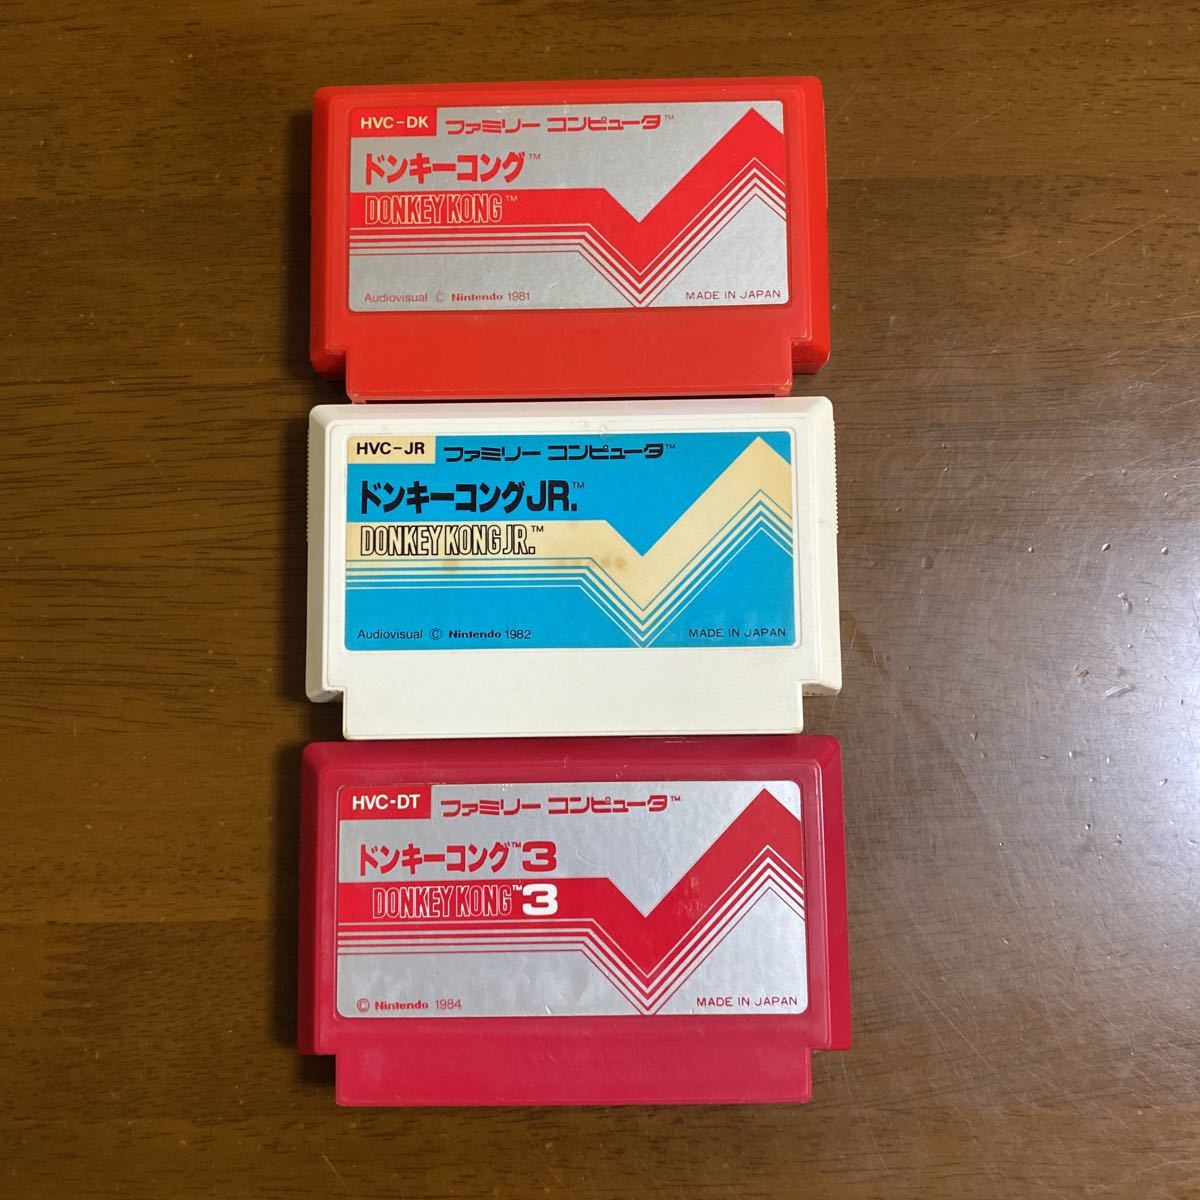 HVC-DK ファミリー コンピュータ™
ドンキーコング™
DONKEY KONG™
Audiovisual © Nintendo 1981 MADE IN JAPAN
HVC-JR ファミリー コンピュータ™
ドンキーコングJR.™
DONKEY KONG JR.™
Audiovisual © Nintendo 1982 MADE IN JAPAN
HVC-DT ファミリー コンピュータ™
ドンキーコング™3
DONKEY KONG™3
© Nintendo 1984 MADE IN JAPAN